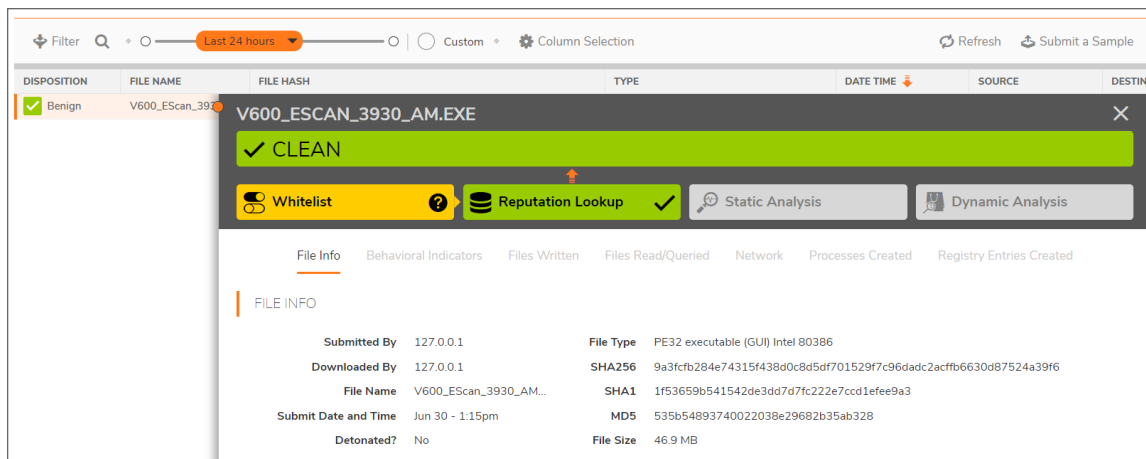 Filter Last 24 hours Custom Column Selection Refresh Submit a Sample
DISPOSITION FILE NAME FILE HASH TYPE DATE TIME SOURCE DESTIN
Benign V600_EScan_393
V600_ESCAN_3930_AM.EXE
CLEAN
Whitelist ? Reputation Lookup Static Analysis Dynamic Analysis
File Info Behavioral Indicators Files Written Files Read/Queried Network Processes Created Registry Entries Created
FILE INFO
Submitted By 127.0.0.1 File Type PE32 executable (GUI) Intel 80386
Downloaded By 127.0.0.1 SHA256 9a3fcfb284e74315f438d0c8d5df701529f7c96dadc2acffb6630d87524a39f6
File Name V600_EScan_3930_AM... SHA1 1f53659b541542de3dd7d7fc222e7ccd1efee9a3
Submit Date and Time Jun 30 - 1:15pm MD5 535b54893740022038e29682b35ab328
Detonated? No File Size 46.9 MB